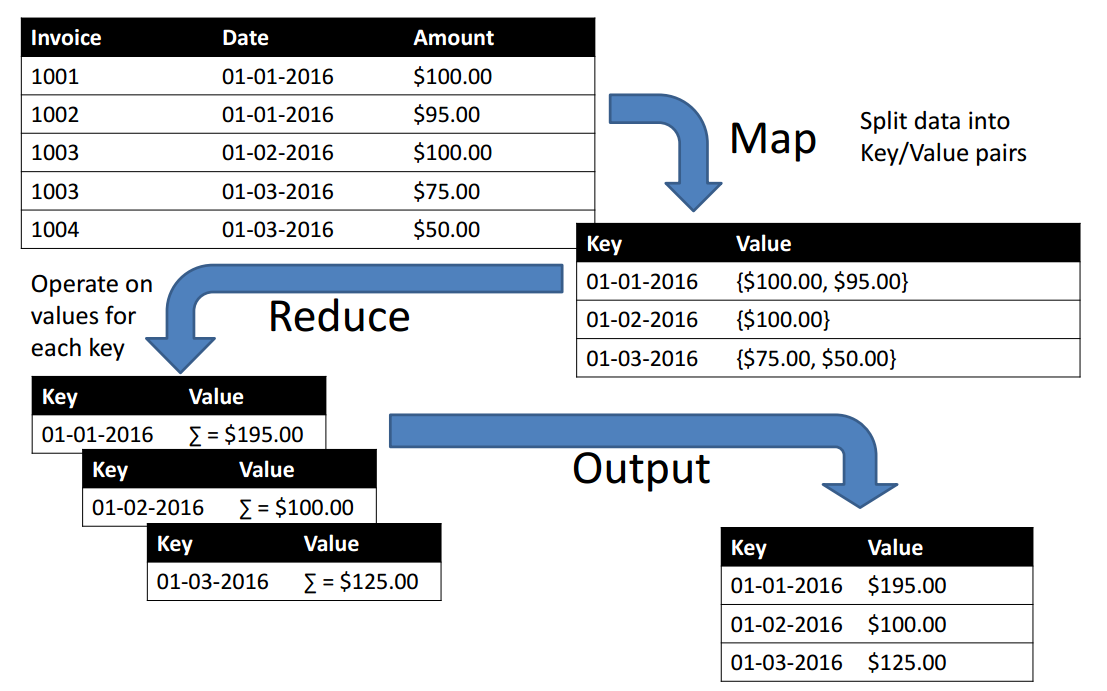 Invoice Date Amount
1001 01-01-2016 $100.00
1002 01-01-2016 $95.00
1003 01-02-2016 $100.00
1003 01-03-2016 $75.00
1004 01-03-2016 $50.00
Map
Split data into
Key/Value pairs
Key Value
01-01-2016 {$100.00, $95.00}
01-02-2016 {$100.00}
01-03-2016 {$75.00, $50.00}
Reduce
Operate on
values for
each key
Key Value
01-01-2016 ∑ = $195.00
Key Value
01-02-2016 ∑ = $100.00
Key Value
01-03-2016 ∑ = $125.00
Output
Key Value
01-01-2016 $195.00
01-02-2016 $100.00
01-03-2016 $125.00